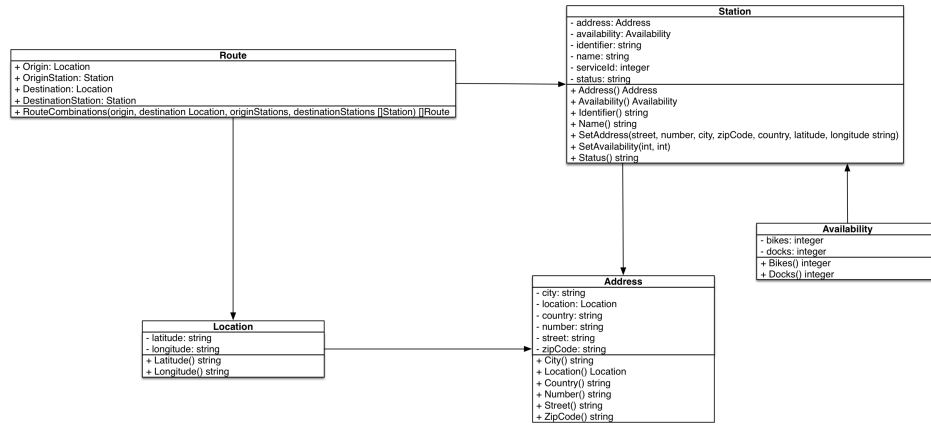 Station
- address: Address
- availability: Availability
- identifier: string
- name: string
- serviceId: integer
- status: string
+ Address() Address
+ Availability() Availability
+ Identifier() string
+ Name() string
+ SetAddress(street, number, city, zipCode, country, latitude, longitude string)
+ SetAvailability(int, int)
+ Status() string
Route
+ Origin: Location
+ OriginStation: Station
+ Destination: Location
+ DestinationStation: Station
+ RouteCombinations(origin, destination Location, originStations, destinationStations []Station) []Route
Availability
- bikes: integer
- docks: integer
+ Bikes() integer
+ Docks() integer
Address
- city: string
- location: Location
- country: string
- number: string
- street: string
- zipCode: string
+ City() string
+ Location() Location
+ Country() string
+ Number() string
+ Street() string
+ ZipCode() string
Location
- latitude: string
- longitude: string
+ Latitude() string
+ Longitude() string